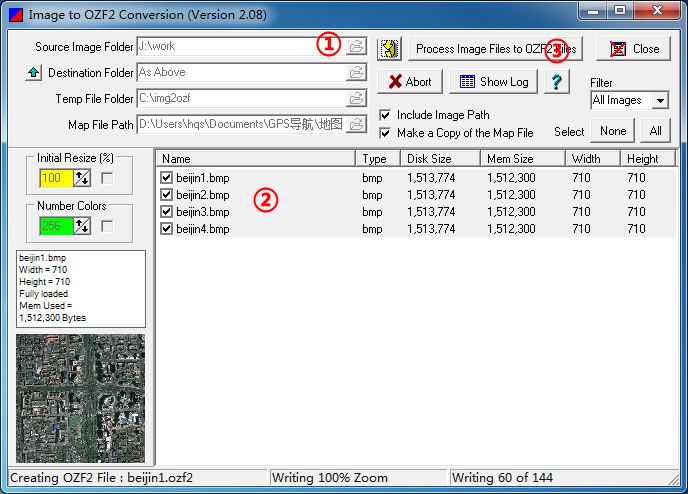 Image to OZF2 Conversion (Version 2.08)
Source Image Folder J:\work ① Process Image Files to OZF2 Files ③ Close
Destination Folder As Above Abort Show Log ? Filter
Temp File Folder C:\img2ozf All Images
Include Image Path
Map File Path D:\Users\hqs\Documents\GPS导航\地图 Make a Copy of the Map File Select None All
Initial Resize (%)
100
Number Colors
256
beijin1.bmp
Width = 710
Height = 710
Fully loaded
Mem Used =
1,512,300 Bytes
Name Type Disk Size Mem Size Width Height
beijin1.bmp bmp 1,513,774 1,512,300 710 710
beijin2.bmp bmp 1,513,774 1,512,300 710 710
beijin3.bmp bmp 1,513,774 1,512,300 710 710
beijin4.bmp bmp 1,513,774 1,512,300 710 710
②
Creating OZF2 File : beijin1.ozf2 Writing 100% Zoom Writing 60 of 144